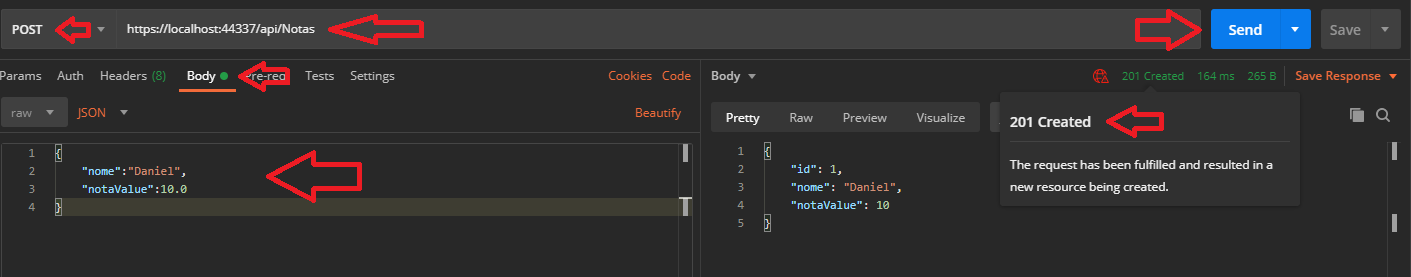 POST https://localhost:44337/api/Notas Send Save
Params Auth Headers (8) Body Pre-req Tests Settings Cookies Code
raw JSON Beautify
1 {
2 "nome":"Daniel",
3 "notaValue":10.0
4 }
Body 201 Created 164 ms 265 B Save Response
Pretty Raw Preview Visualize
1 {
2 "id": 1,
3 "nome": "Daniel",
4 "notaValue": 10
5 }
201 Created
The request has been fulfilled and resulted in a
new resource being created.